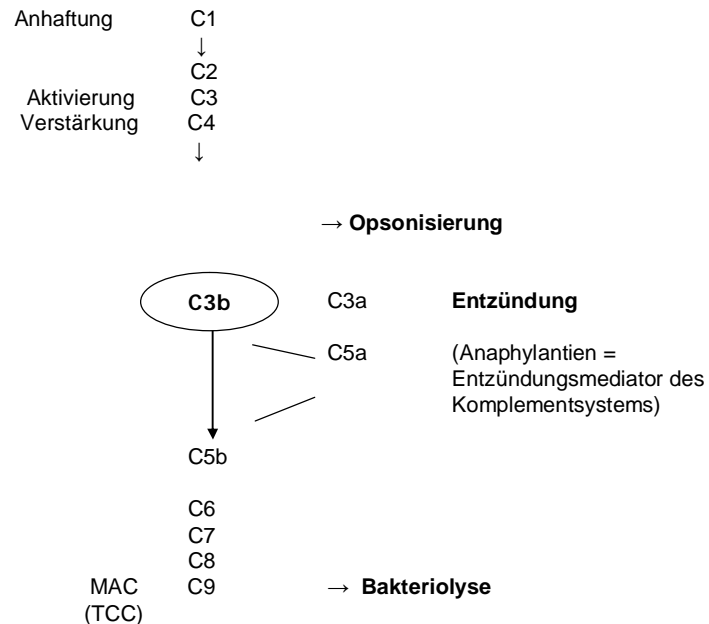 Anhaftung C1
↓
C2
Aktivierung C3
Verstärkung C4
↓
→ Opsonisierung
C3b C3a Entzündung
C5a (Anaphylantien =
Entzündungsmediator des
Komplementsystems)
C5b
C6
C7
C8
MAC C9 → Bakteriolyse
(TCC)